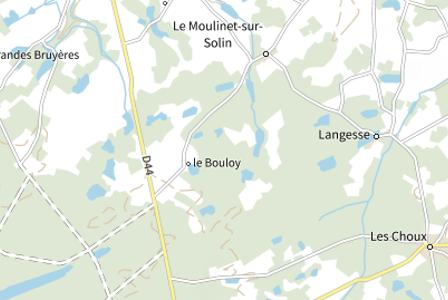 Le Moulinet-sur-
Solin
randes Bruyères
Langesse
le Bouloy
D44
Les Choux